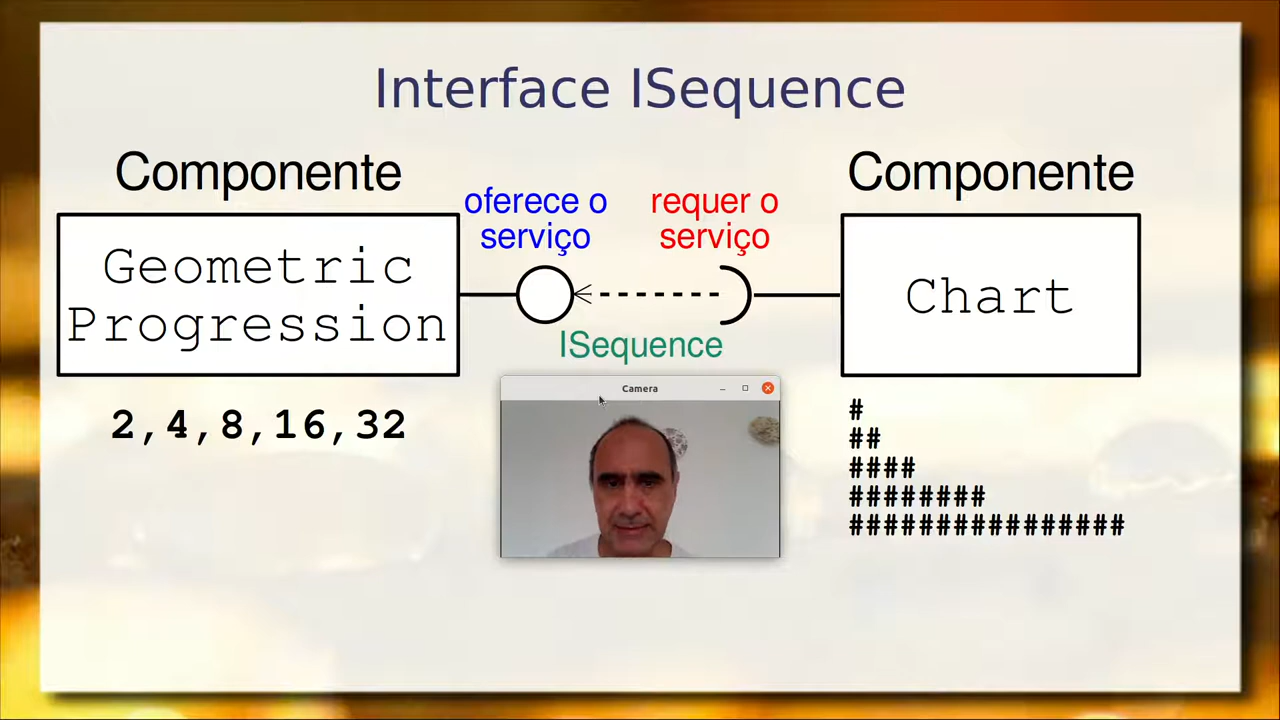 Interface ISequence
Componente
Geometric
Progression
2,4,8,16,32
oferece o
serviço
requer o
serviço
ISequence
Camera
Componente
Chart
#
##
####
########
################